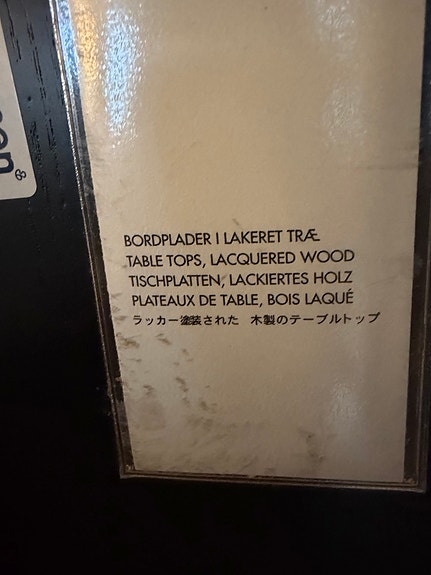 BORDPLADER I LAKERET TRÆ
TABLE TOPS, LACQUERED WOOD
TISCHPLATTEN, LACKIERTES HOLZ
PLATEAUX DE TABLE, BOIS LAQUÉ
ラッカー塗装された 木製のテーブルトップ